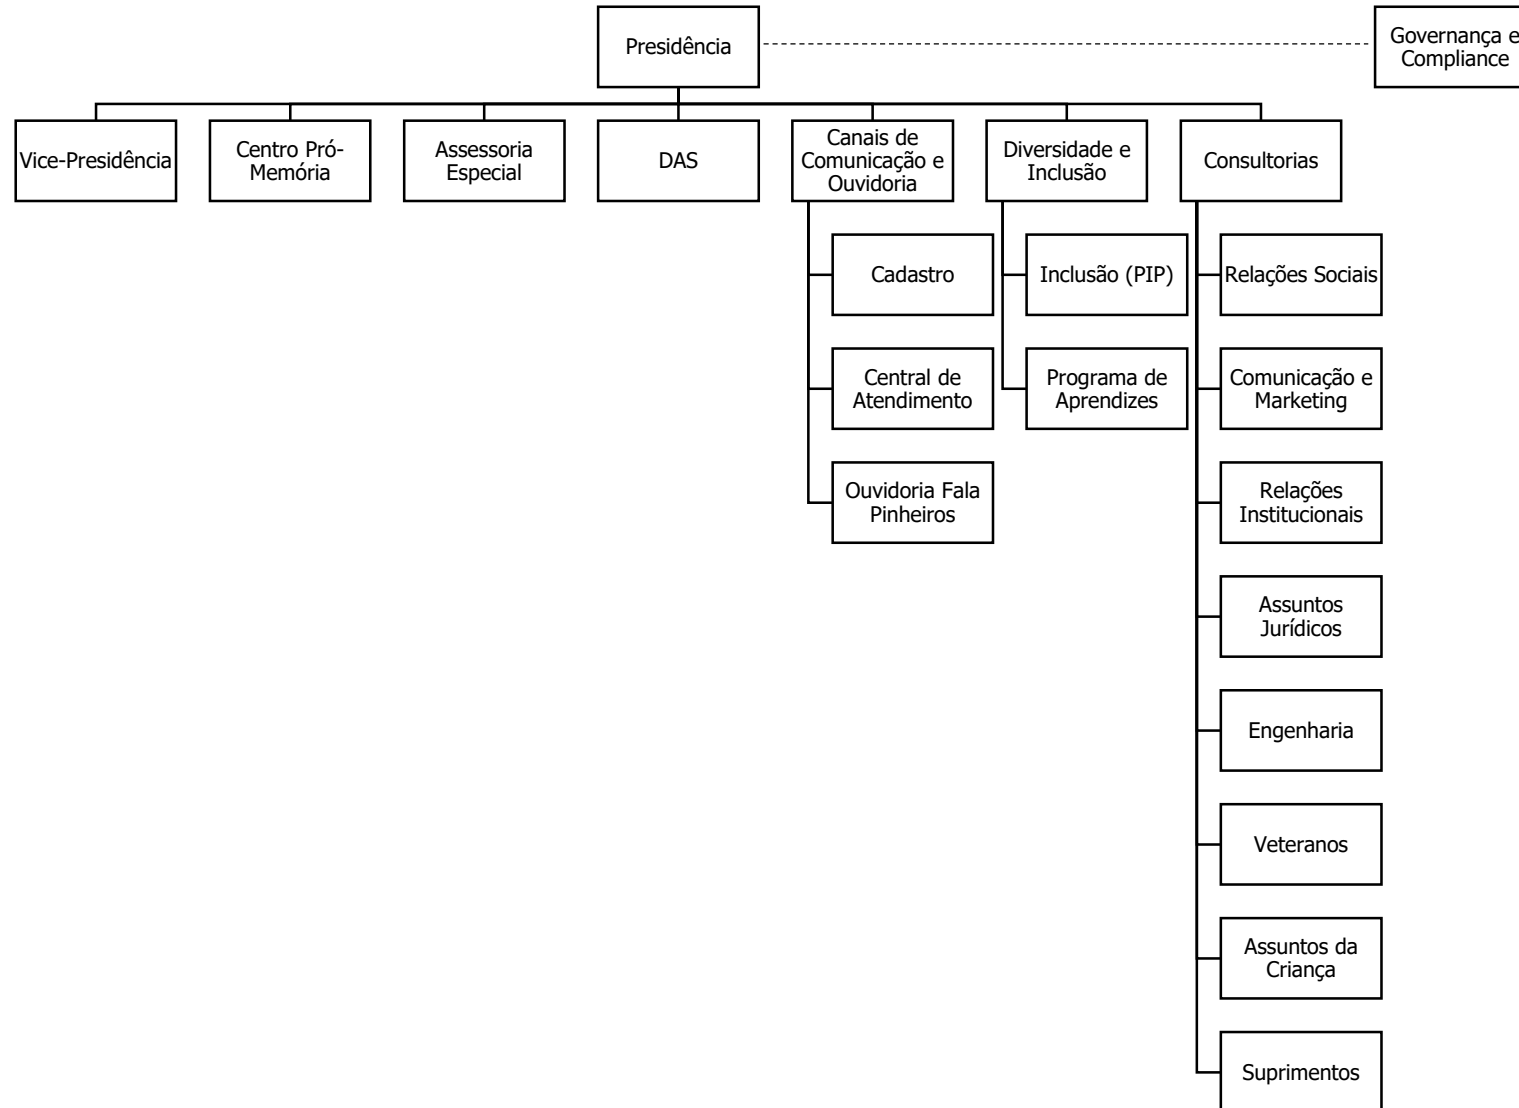 Presidência
Governança e
Compliance
Vice-Presidência
Centro Pró-
Memória
Assessoria
Especial
DAS
Canais de
Comunicação e
Ouvidoria
Diversidade e
Inclusão
Consultorias
Cadastro
Inclusão (PIP)
Relações Sociais
Central de
Atendimento
Programa de
Aprendizes
Comunicação e
Marketing
Ouvidoria Fala
Pinheiros
Relações
Institucionais
Assuntos
Jurídicos
Engenharia
Veteranos
Assuntos da
Criança
Suprimentos